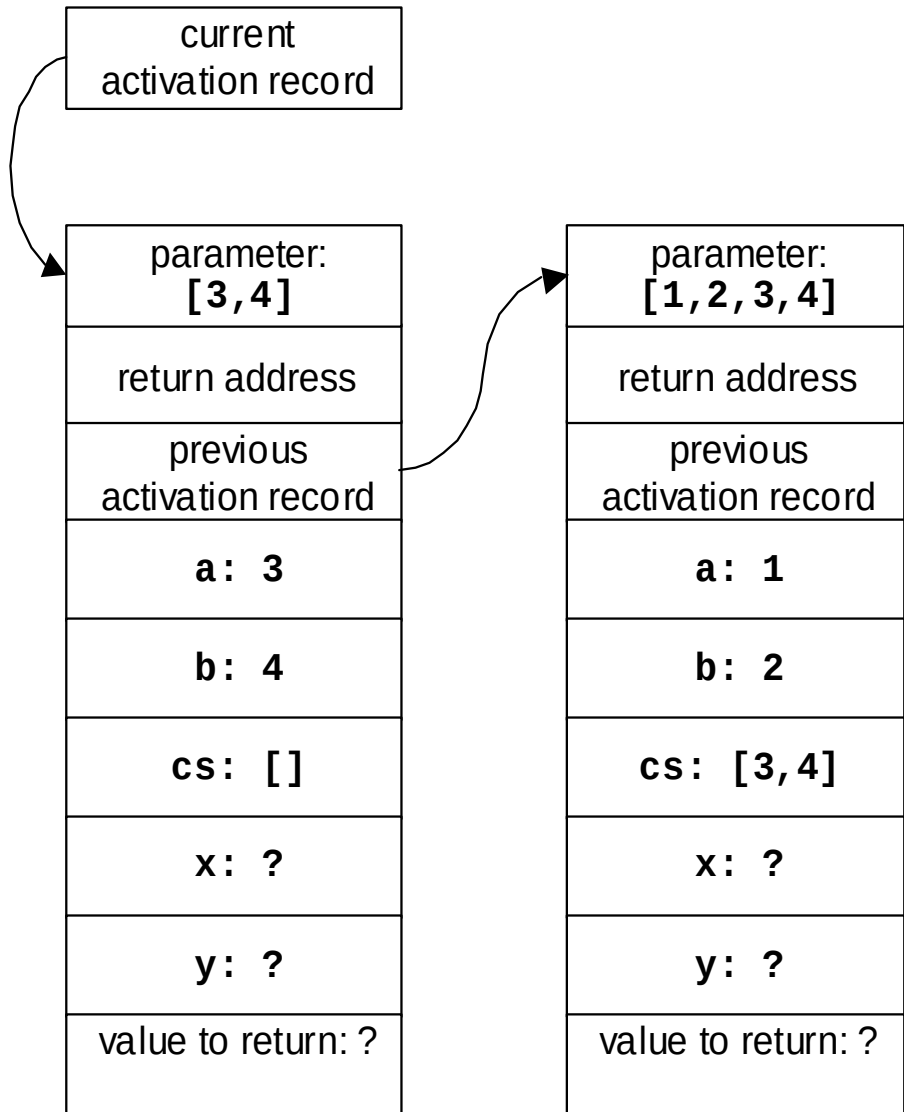 current
activation record
parameter:
[3,4]
return address
previous
activation record
a: 3
b: 4
cs: []
x: ?
y: ?
value to return: ?
parameter:
[1,2,3,4]
return address
previous
activation record
a: 1
b: 2
cs: [3,4]
x: ?
y: ?
value to return: ?